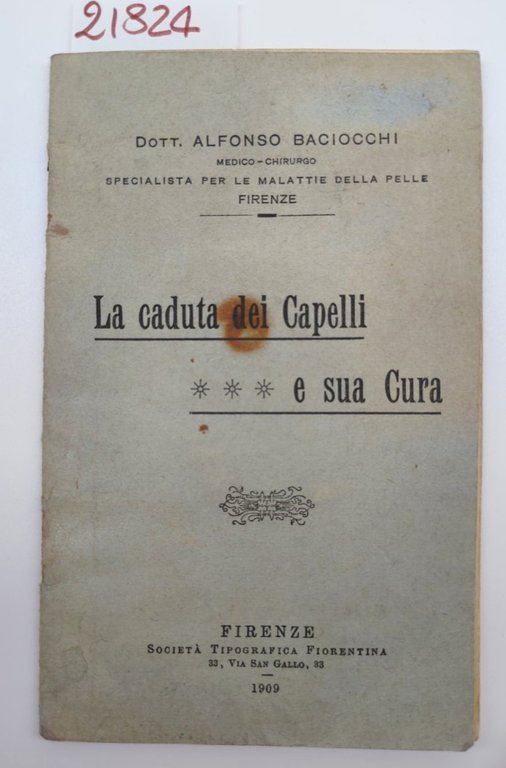 21824
DOTT. ALFONSO BACIOCCHI
MEDICO-CHIRURGO
SPECIALISTA PER LE MALATTIE DELLA PELLE
FIRENZE
La caduta dei Capelli
e sua Cura
FIRENZE
SOCIETÀ TIPOGRAFICA FIORENTINA
33, VIA SAN GALLO, 33
1909